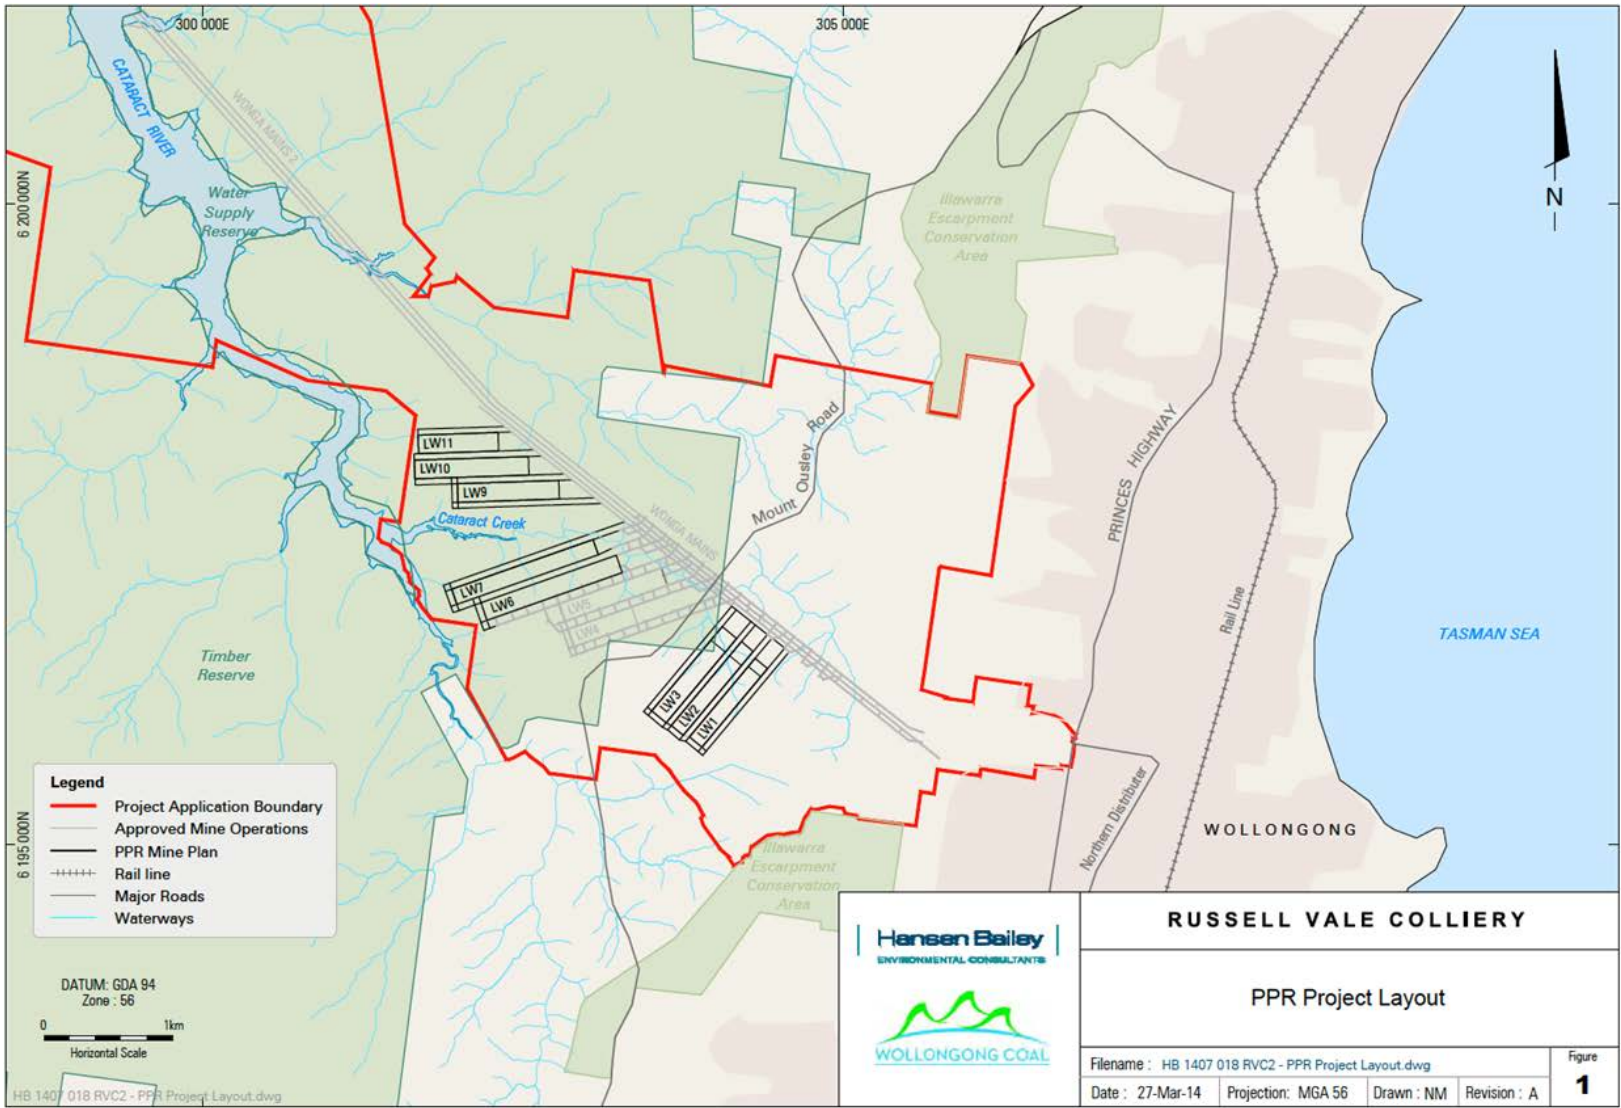 300 000E
305 000E
6 200 000N
6 195 000N
CATARACT RIVER
WONGA MAINS 2
Water
Supply
Reserve
Illawarra
Escarpment
Conservation
Area
N
Mount Ousley Road
PRINCES HIGHWAY
LW11
LW10
LW9
Cataract Creek
WONGA MAINS
LW7
LW6
LW5
LW4
LW3
LW2
LW1
Rail Line
TASMAN SEA
Timber
Reserve
Northern Distributer
WOLLONGONG
Illawarra
Escarpment
Conservation
Area
Legend
Project Application Boundary
Approved Mine Operations
PPR Mine Plan
Rail line
Major Roads
Waterways
DATUM: GDA 94
Zone : 56
0 1km
Horizontal Scale
HB 1407 018 RVC2 - PPR Project Layout.dwg
Hansen Bailey
ENVIRONMENTAL CONSULTANTS
WOLLONGONG COAL
RUSSELL VALE COLLIERY
PPR Project Layout
Filename : HB 1407 018 RVC2 - PPR Project Layout.dwg
Date : 27-Mar-14 Projection: MGA 56 Drawn : NM Revision : A
Figure
1